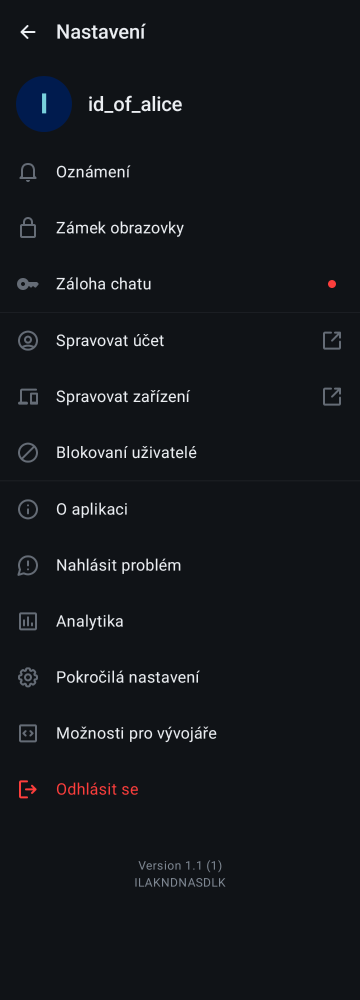 Nastavení
I
id_of_alice
Oznámení
Zámek obrazovky
Záloha chatu
Spravovat účet
Spravovat zařízení
Blokovaní uživatelé
O aplikaci
Nahlásit problém
Analytika
Pokročilá nastavení
Možnosti pro vývojáře
Odhlásit se
Version 1.1 (1)
ILAKNDNASDLK